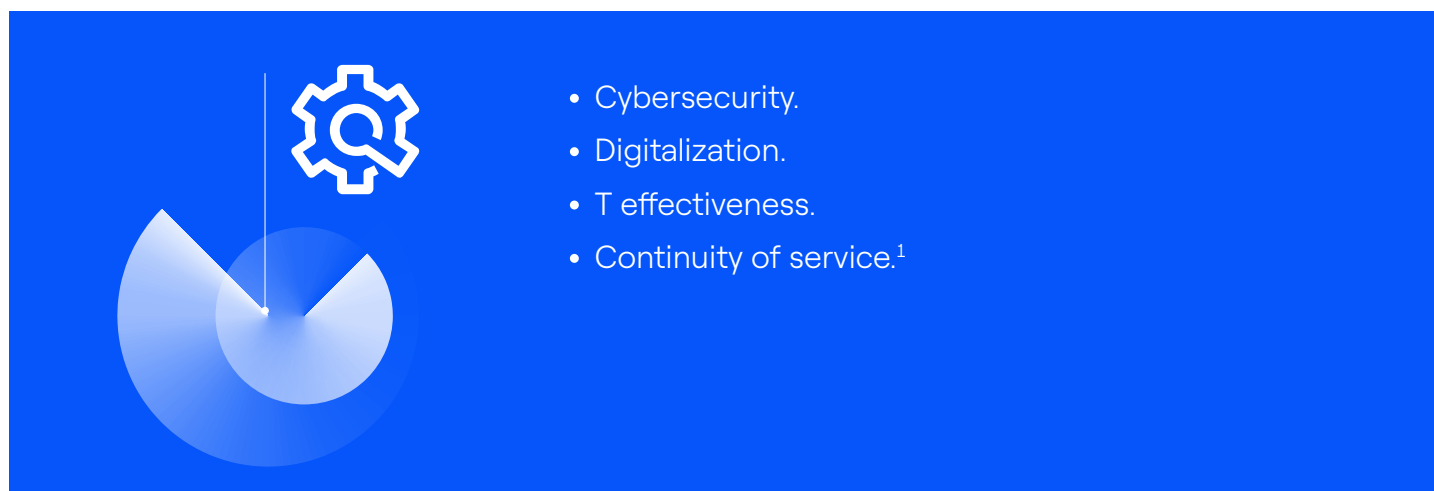 • Cybersecurity.
• Digitalization.
• T effectiveness.
• Continuity of service.¹